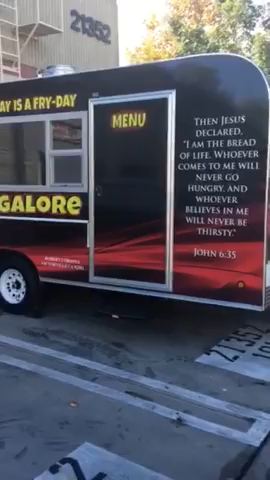 21352
AY IS A FRY-DAY
MENU
GALORE
Then Jesus
declared,
"I am the bread
of life. Whoever
comes to me will
never go
hungry, and
whoever
believes in me
will never be
thirsty."
John 6:35
21352